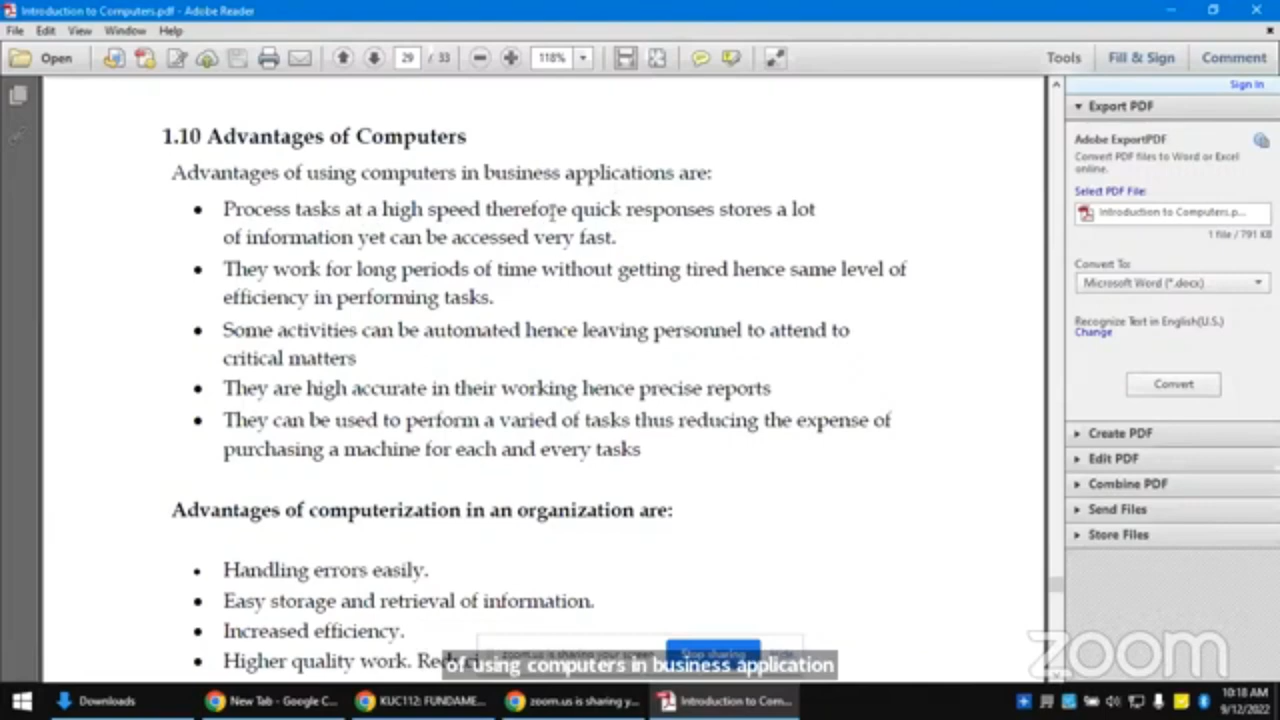 Introduction to Computers.pdf - Adobe Reader
File Edit View Window Help
Open 29 / 33 118% Tools Fill & Sign Comment
Sign In
Export PDF
Adobe ExportPDF
Convert PDF files to Word or Excel
online.
Select PDF File:
Introduction to Computers.p...
1 file / 791 KB
Convert To:
Microsoft Word (*.docx)
Recognize Text in English(U.S.)
Change
Convert
Create PDF
Edit PDF
Combine PDF
Send Files
Store Files
1.10 Advantages of Computers
Advantages of using computers in business applications are:
• Process tasks at a high speed therefore quick responses stores a lot
of information yet can be accessed very fast.
• They work for long periods of time without getting tired hence same level of
efficiency in performing tasks.
• Some activities can be automated hence leaving personnel to attend to
critical matters
• They are high accurate in their working hence precise reports
• They can be used to perform a varied of tasks thus reducing the expense of
purchasing a machine for each and every tasks
Advantages of computerization in an organization are:
• Handling errors easily.
• Easy storage and retrieval of information.
• Increased efficiency.
• Higher quality work.
zoom.us is sharing your screen. Stop sharing Hide
of using computers in business application
zoom
Downloads New Tab - Google C... KUC112: FUNDAME... zoom.us is sharing y... Introduction to Com...
10:18 AM
9/12/2022